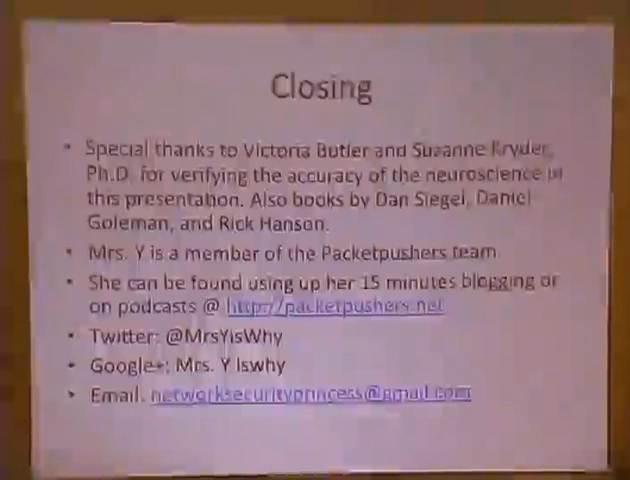 Closing
Special thanks to Victoria Butler and Suzanne Kryder,
Ph.D. for verifying the accuracy of the neuroscience in
this presentation. Also books by Dan Siegel, Daniel
Goleman, and Rick Hanson.
Mrs. Y is a member of the Packetpushers team.
She can be found using up her 15 minutes blogging or
on podcasts @ http://packetpushers.net
Twitter: @MrsYisWhy
Google+: Mrs. Y Iswhy
Email: networksecurityprincess@gmail.com